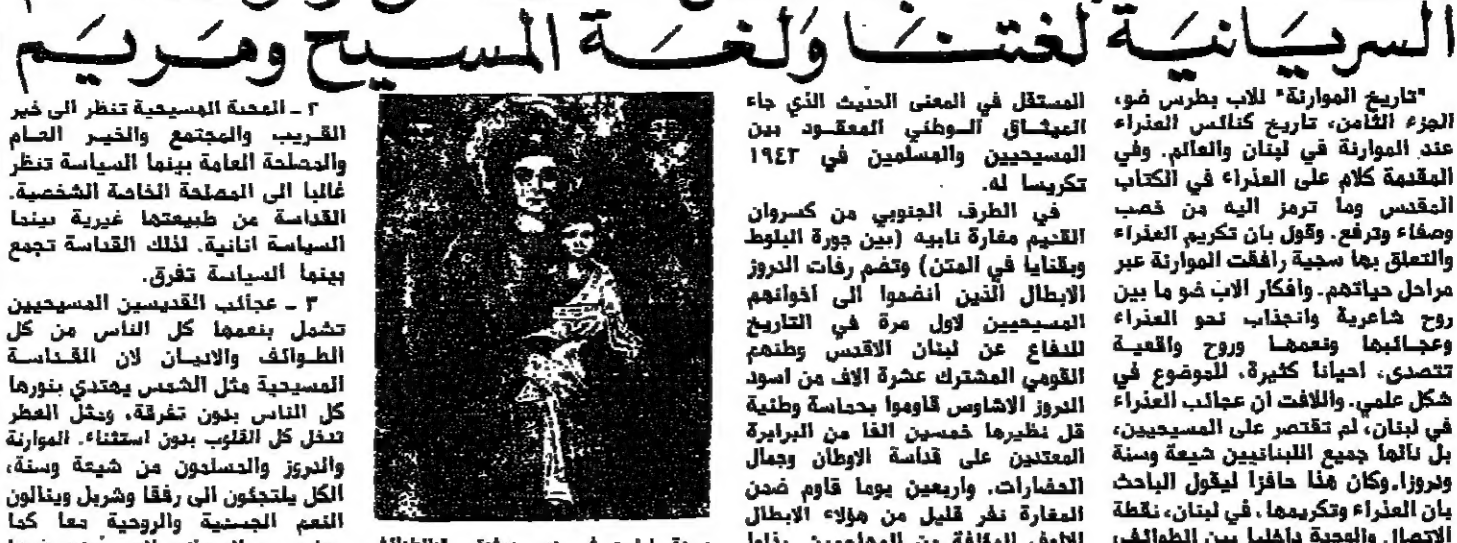 السريانية لغتنا ولغة المسيح ومريم
"تاريخ الموارنة" للاب بطرس ضو،
الجزء الثامن، تاريخ كنائس العذراء
عند الموارنة في لبنان والعالم. وفي
المقدمة كلام على العذراء في الكتاب
المقدس وما ترمز اليه من خصب
وصفاء وترفع. وقول بان تكريم العذراء
والتعلق بها سجية رافقت الموارنة عبر
مراحل حياتهم. وافكار الاب ضو ما بين
روح شاعرية وانجذاب نحو العذراء
وعجائبها ونعمها وروح واقعية
تتصدى، احيانا كثيرة، للموضوع في
شكل علمي. واللافت ان عجائب العذراء
في لبنان، لم تقتصر على المسيحيين،
بل نالها جميع اللبنانيين شيعة وسنة
ودروزا. وكان هذا حافزا ليقول الباحث
بان العذراء وتكريمها، في لبنان، نقطة
الاتصال والوحدة داخليا بين الطوائف،
المستقل في المعنى الحديث الذي جاء
الميثاق الوطني المعقود بين
المسيحيين والمسلمين في ١٩٤٣
تكريسا له.
في الطرف الجنوبي من كسروان
القديم مغارة نابيه (بين جورة البلوط
وبقنايا في المتن) وتضم رفات الدروز
الابطال الذين انضموا الى اخوانهم
المسيحيين لاول مرة في التاريخ
للدفاع عن لبنان الاقدس وطنهم
القومي المشترك عشرة الاف من اسود
الدروز الاشاوس قاوموا بحماسة وطنية
قل نظيرها خمسين الفا من البرابرة
المعتدين على قداسة الاوطان وجمال
الحضارات. واربعين يوما قاوم ضمن
المغارة نفر قليل من هؤلاء الابطال
الالوف المؤلفة من المهاجمين
٢ - المحبة المسيحية تنظر الى خير
القريب والمجتمع والخير العام
والمصلحة العامة بينما السياسة تنظر
غالبا الى المصلحة الخاصة الشخصية.
القداسة من طبيعتها غيرية بينما
السياسة انانية. لذلك القداسة تجمع
بينما السياسة تفرق.
٣ - عجائب القديسين المسيحيين
تشمل بنعمها كل الناس من كل
الطوائف والاديان لان القداسة
المسيحية مثل الشمس يهتدي بنورها
كل الناس بدون تفرقة، ومثل العطر
تدخل كل القلوب بدون استثناء. الموارنة
والدروز والمسلمون من شيعة وسنة،
الكل يلتجئون الى رفقا وشربل وينالون
النعم الجسدية والروحية معا كما